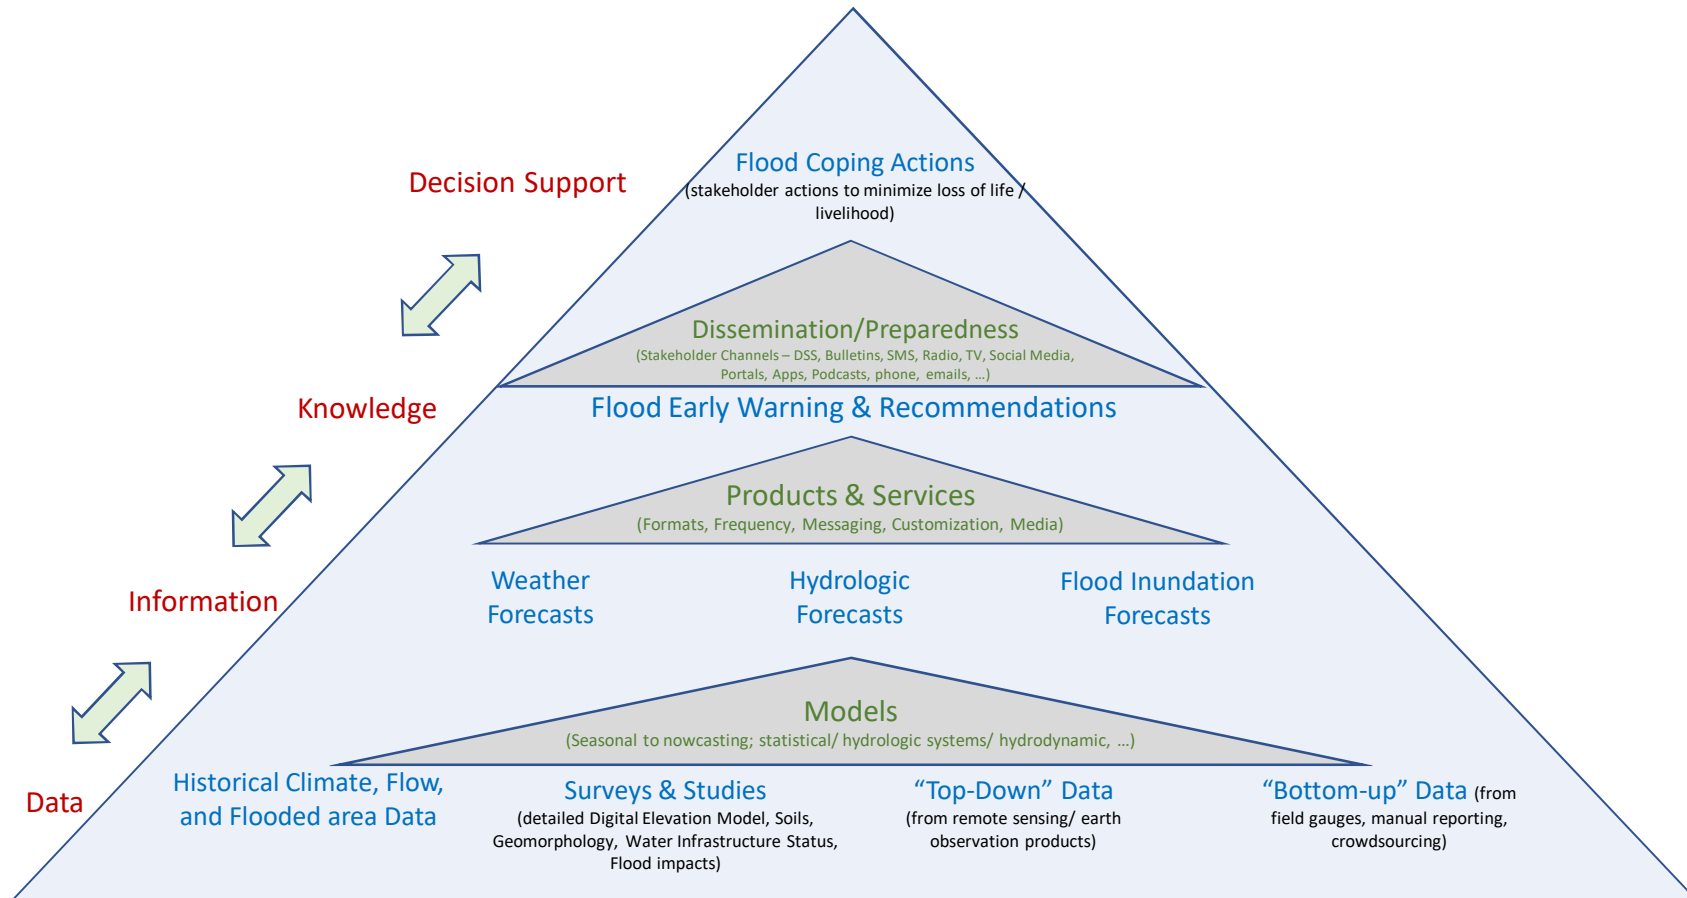 Decision Support
Flood Coping Actions
(stakeholder actions to minimize loss of life /
livelihood)
Dissemination/Preparedness
(Stakeholder Channels – DSS, Bulletins, SMS, Radio, TV, Social Media,
Portals, Apps, Podcasts, phone, emails, …)
Knowledge
Flood Early Warning & Recommendations
Products & Services
(Formats, Frequency, Messaging, Customization, Media)
Information
Weather
Forecasts
Hydrologic
Forecasts
Flood Inundation
Forecasts
Models
(Seasonal to nowcasting; statistical/ hydrologic systems/ hydrodynamic, …)
Data
Historical Climate, Flow,
and Flooded area Data
Surveys & Studies
(detailed Digital Elevation Model, Soils,
Geomorphology, Water Infrastructure Status,
Flood impacts)
“Top-Down” Data
(from remote sensing/ earth
observation products)
“Bottom-up” Data (from
field gauges, manual reporting,
crowdsourcing)